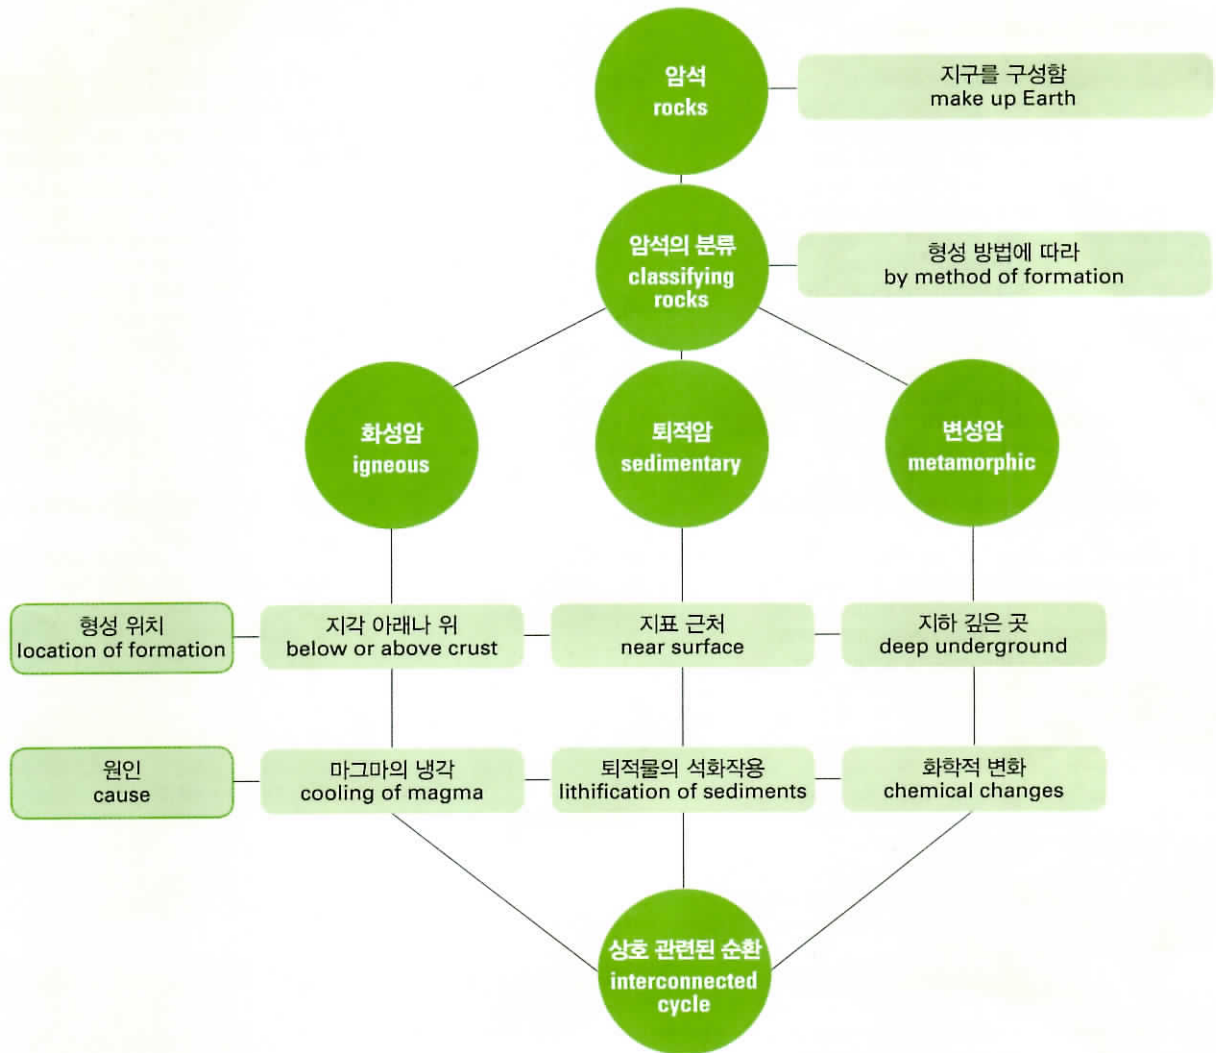 암석
rocks
지구를 구성함
make up Earth
암석의 분류
classifying
rocks
형성 방법에 따라
by method of formation
화성암
igneous
퇴적암
sedimentary
변성암
metamorphic
형성 위치
location of formation
지각 아래나 위
below or above crust
지표 근처
near surface
지하 깊은 곳
deep underground
원인
cause
마그마의 냉각
cooling of magma
퇴적물의 석화작용
lithification of sediments
화학적 변화
chemical changes
상호 관련된 순환
interconnected
cycle